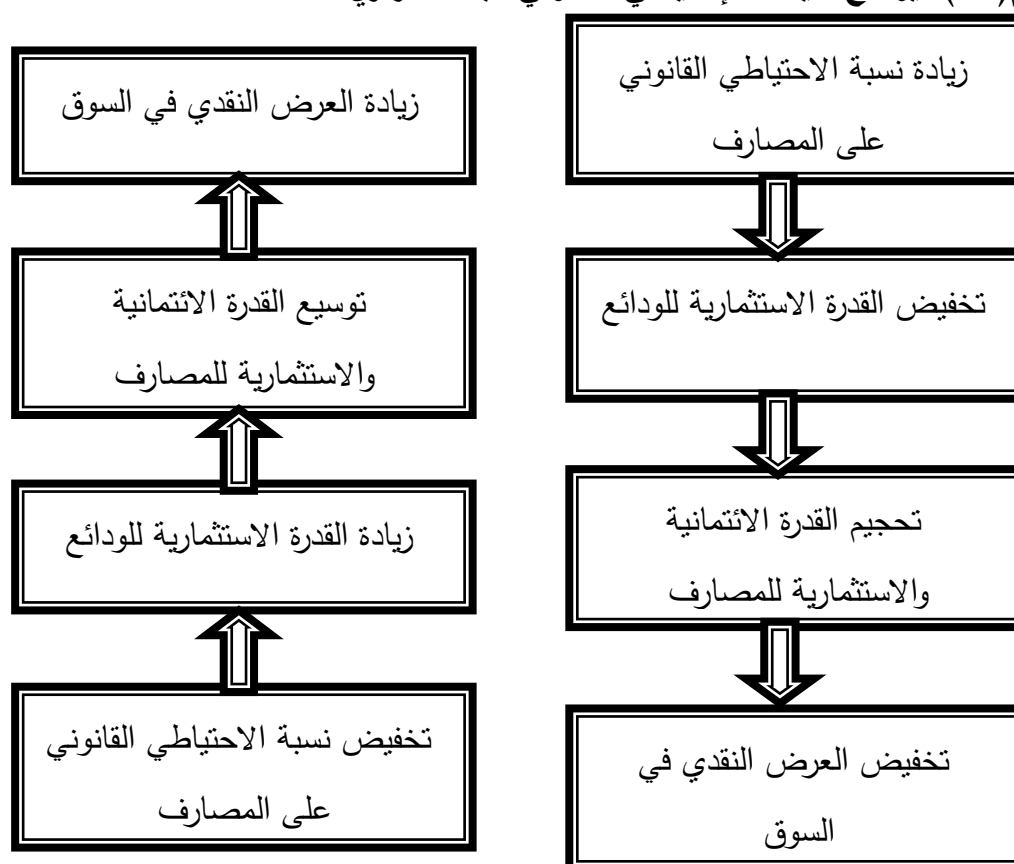 زيادة نسبة الاحتياطي القانوني
على المصارف
تخفيض القدرة الاستثمارية للودائع
تحجيم القدرة الائتمانية
والاستثمارية للمصارف
تخفيض العرض النقدي في
السوق
زيادة العرض النقدي في السوق
توسيع القدرة الائتمانية
والاستثمارية للمصارف
زيادة القدرة الاستثمارية للودائع
تخفيض نسبة الاحتياطي القانوني
على المصارف